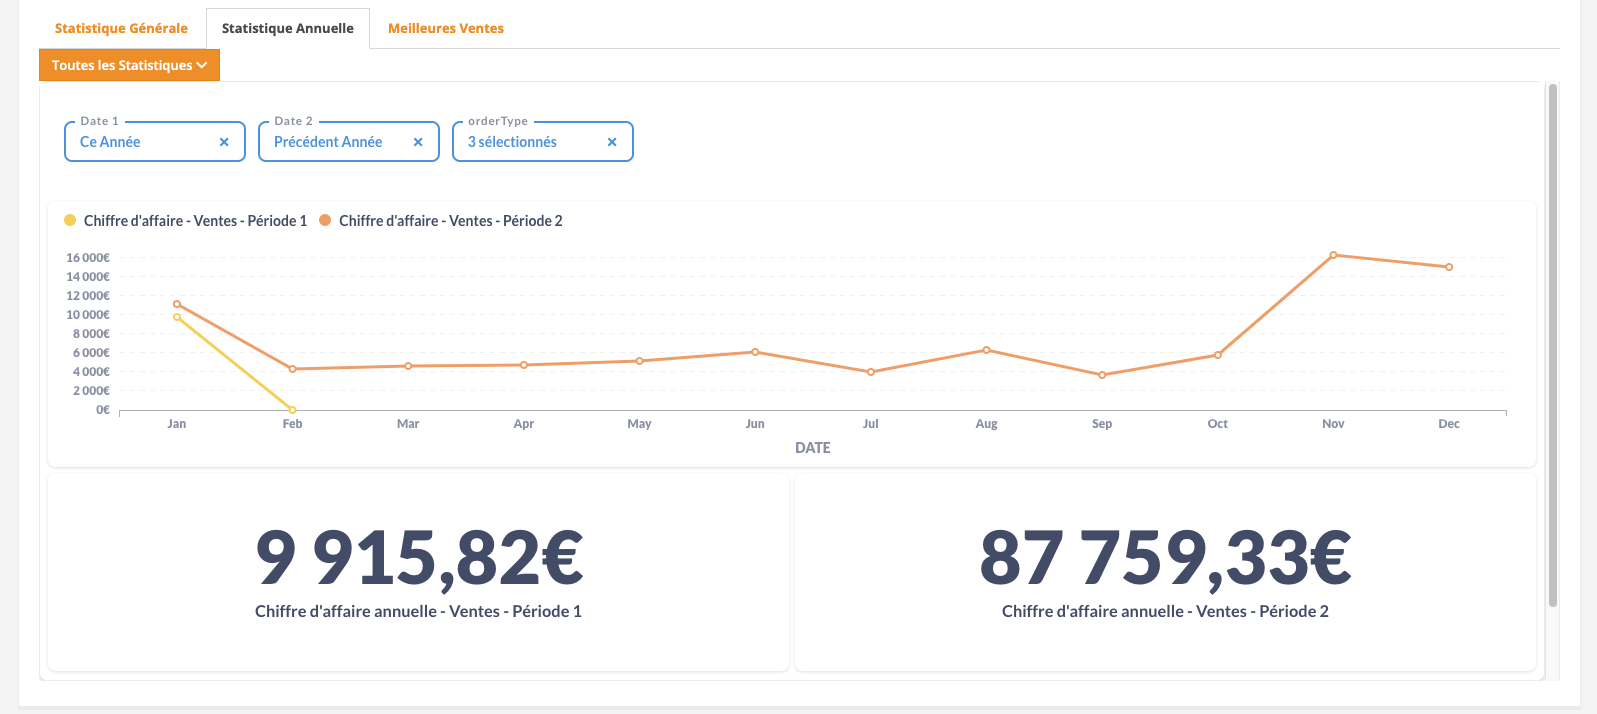 Statistique Générale Statistique Annuelle Meilleures Ventes
Toutes les Statistiques
Date 1 Date 2 orderType
Ce Année Précédent Année 3 sélectionnés
Chiffre d'affaire - Ventes - Période 1 Chiffre d'affaire - Ventes - Période 2
16 000€
14 000€
12 000€
10 000€
8 000€
6 000€
4 000€
2 000€
0€
Jan Feb Mar Apr May Jun Jul Aug Sep Oct Nov Dec
DATE
9 915,82€ 87 759,33€
Chiffre d'affaire annuelle - Ventes - Période 1 Chiffre d'affaire annuelle - Ventes - Période 2